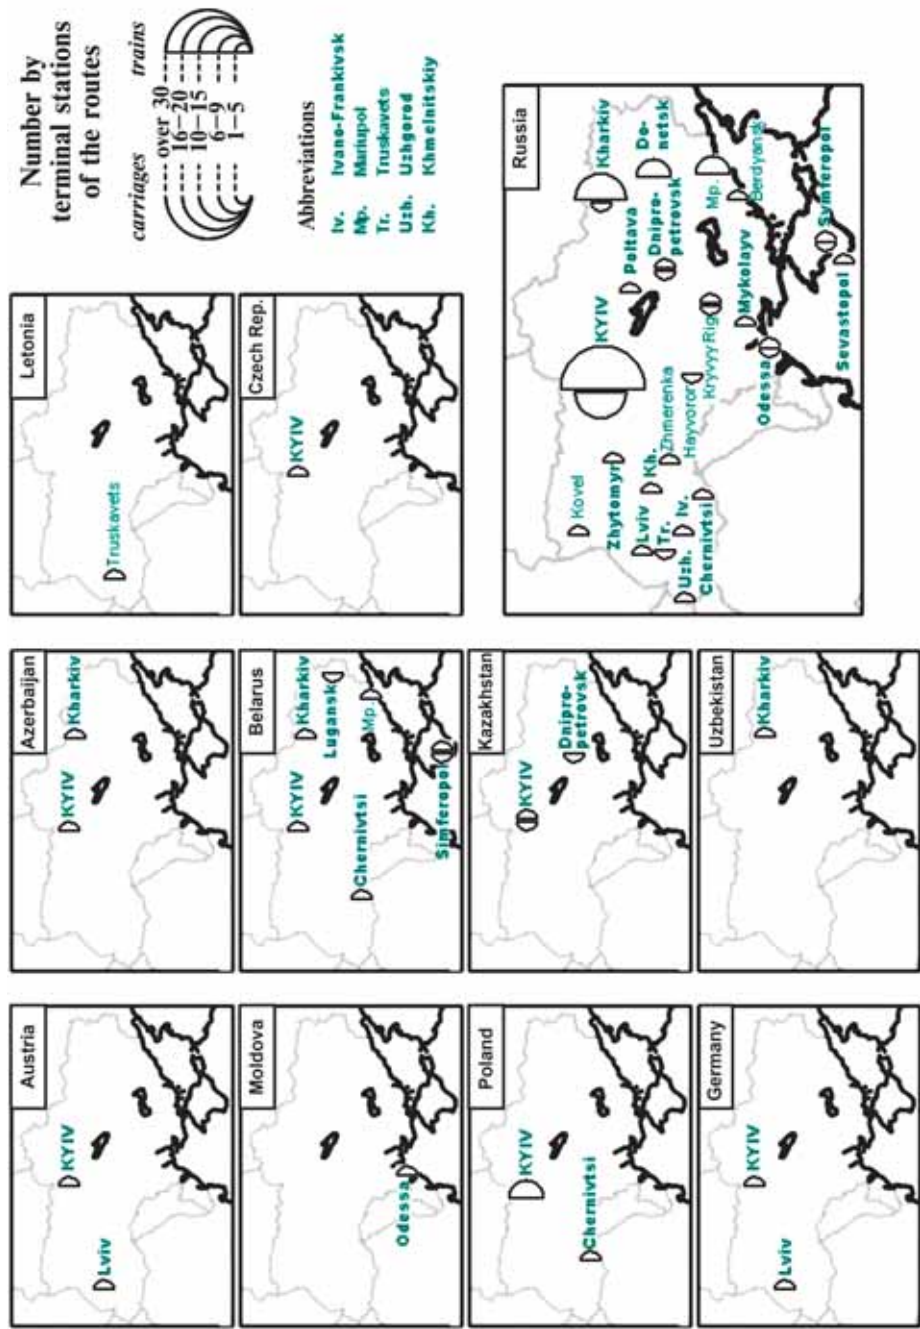 Austria
KYIV
Lviv
Azerbaijan
KYIV
Kharkiv
Letonia
Truskavets
Number by
terminal stations
of the routes
carriages trains
over 30
16–20
10–15
6–9
1–5
Moldova
Odessa
Belarus
KYIV
Kharkiv
Lugansk
Chernivtsi
Mp.
Simferopol
Czech Rep.
KYIV
Abbreviations
Iv. Ivano-Frankivsk
Mp. Mariupol
Tr. Truskavets
Uzh. Uzhgorod
Kh. Khmelnitskiy
Poland
KYIV
Chernivtsi
Kazakhstan
KYIV
Dnipro-
petrovsk
Russia
Kovel
KYIV
Kharkiv
Zhytomyr
Poltava
Lviv
Kh.
Do-
netsk
Tr.
Zhmerenka
Dnipro-
petrovsk
Uzh.
Iv.
Hayvoron
Chernivtsi
Kryvyy Rig
Mp.
Mykolayv
Berdyansk
Odessa
Symferopol
Sevastopol
Germany
KYIV
Lviv
Uzbekistan
Kharkiv